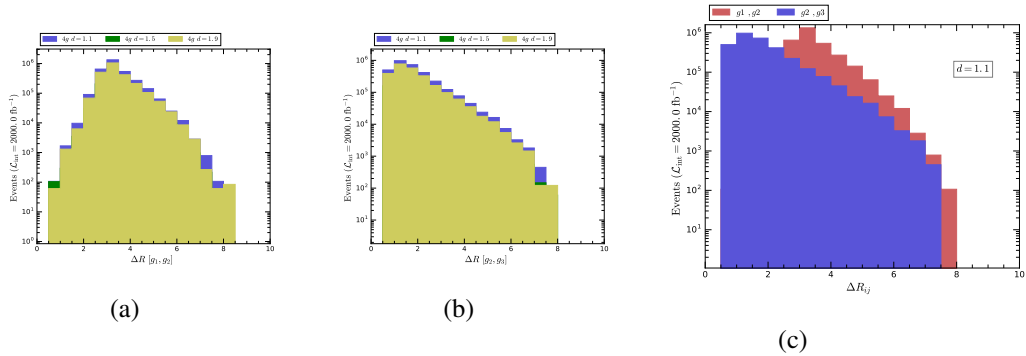 4g d = 1.1 4g d = 1.5 4g d = 1.9
Events (ℒint = 2000.0 fb⁻¹)
10⁶
10⁵
10⁴
10³
10²
10¹
10⁰
0 2 4 6 8 10
ΔR [g₁, g₂]
(a)
4g d = 1.1 4g d = 1.5 4g d = 1.9
Events (ℒint = 2000.0 fb⁻¹)
10⁶
10⁵
10⁴
10³
10²
10¹
0 2 4 6 8 10
ΔR [g₂, g₃]
(b)
g1 , g2 g2 , g3
d = 1.1
Events (ℒint = 2000.0 fb⁻¹)
10⁶
10⁵
10⁴
10³
10²
10¹
0 2 4 6 8 10
ΔRij
(c)